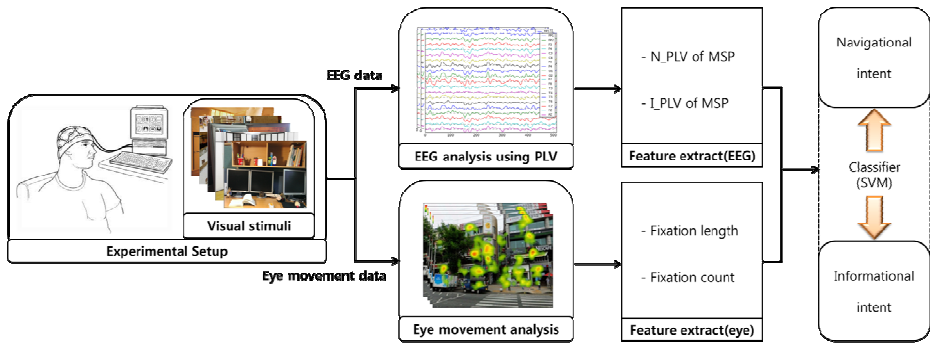 Visual stimuli
Experimental Setup
EEG data
Eye movement data
EEG analysis using PLV
Eye movement analysis
- N_PLV of MSP
- I_PLV of MSP
Feature extract(EEG)
- Fixation length
- Fixation count
Feature extract(eye)
Navigational
intent
Classifier
(SVM)
Informational
intent